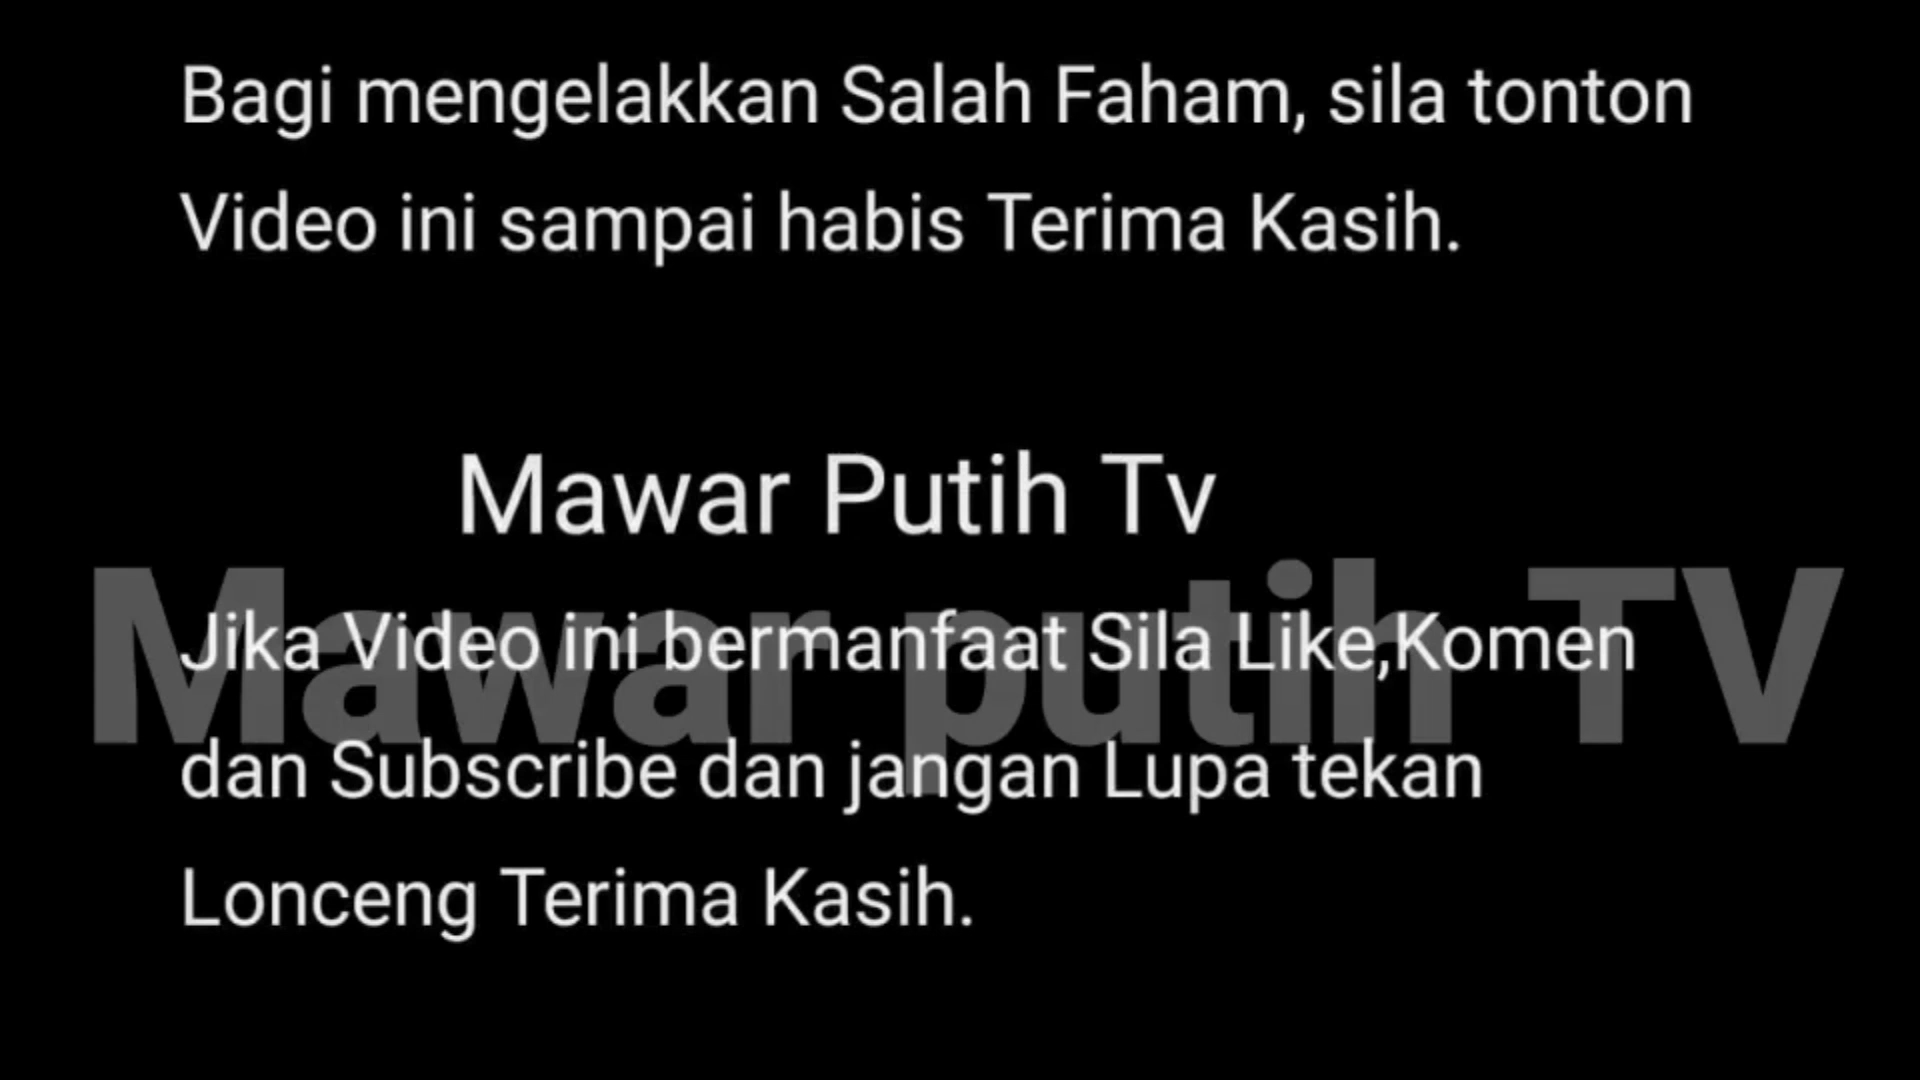 Bagi mengelakkan Salah Faham, sila tonton
Video ini sampai habis Terima Kasih.
Mawar Putih Tv
Mawar putih TV
Jika Video ini bermanfaat Sila Like,Komen
dan Subscribe dan jangan Lupa tekan
Lonceng Terima Kasih.